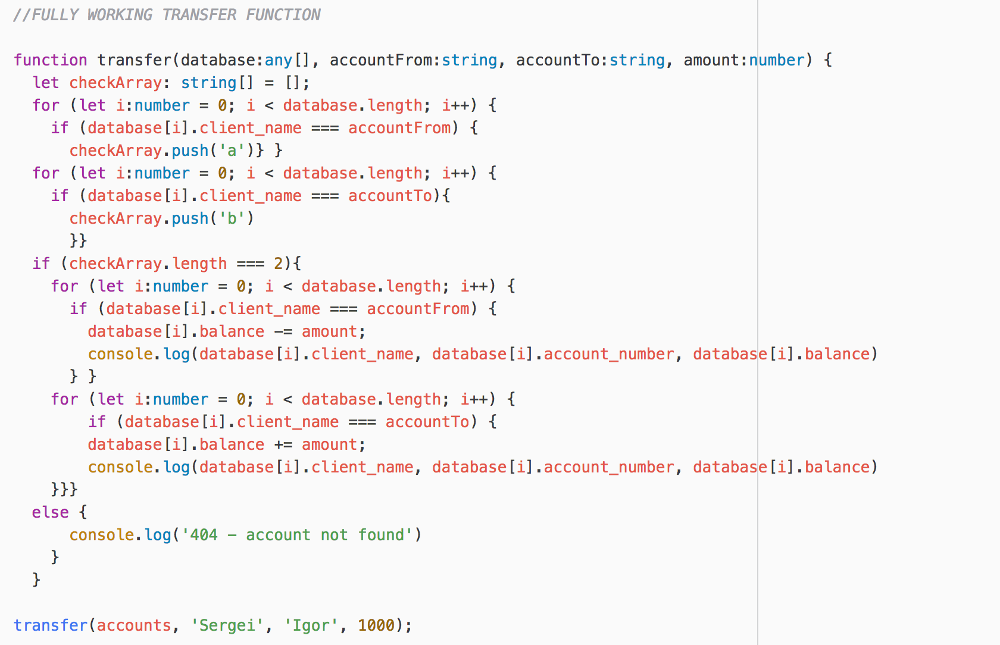 //FULLY WORKING TRANSFER FUNCTION
function transfer(database:any[], accountFrom:string, accountTo:string, amount:number) {
let checkArray: string[] = [];
for (let i:number = 0; i < database.length; i++) {
if (database[i].client_name === accountFrom) {
checkArray.push('a')} }
for (let i:number = 0; i < database.length; i++) {
if (database[i].client_name === accountTo){
checkArray.push('b')
}}
if (checkArray.length === 2){
for (let i:number = 0; i < database.length; i++) {
if (database[i].client_name === accountFrom) {
database[i].balance -= amount;
console.log(database[i].client_name, database[i].account_number, database[i].balance)
} }
for (let i:number = 0; i < database.length; i++) {
if (database[i].client_name === accountTo) {
database[i].balance += amount;
console.log(database[i].client_name, database[i].account_number, database[i].balance)
}}}
else {
console.log('404 - account not found')
}
}
transfer(accounts, 'Sergei', 'Igor', 1000);